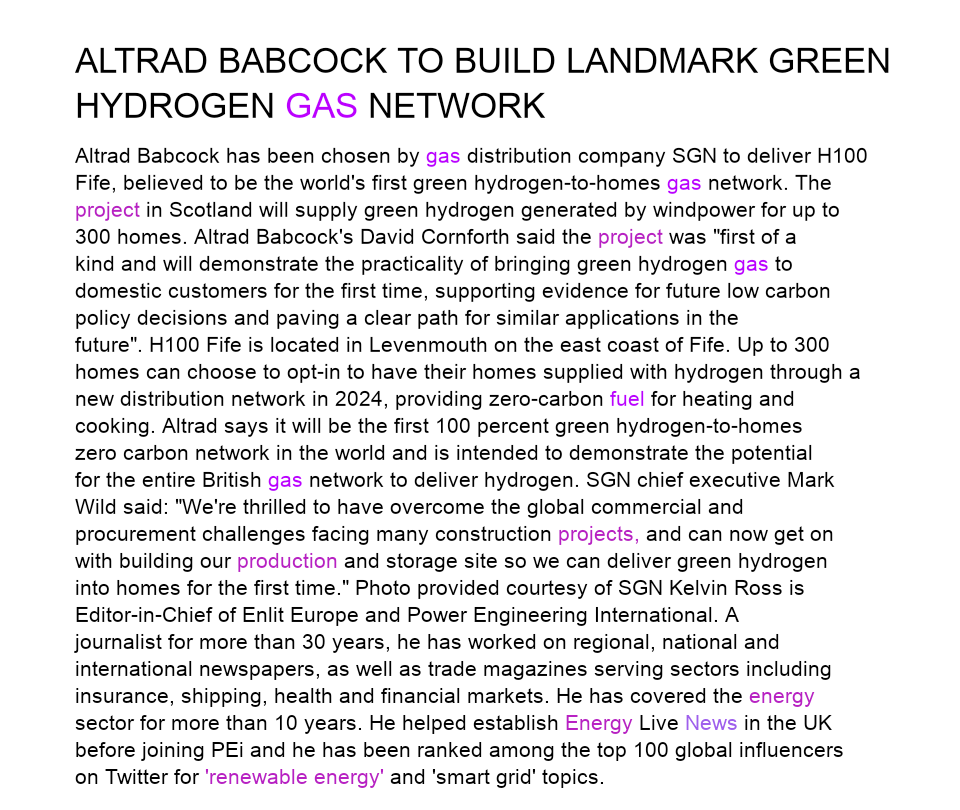 ALTRAD BABCOCK TO BUILD LANDMARK GREEN
HYDROGEN GAS NETWORK
Altrad Babcock has been chosen by gas distribution company SGN to deliver H100
Fife, believed to be the world's first green hydrogen-to-homes gas network. The
project in Scotland will supply green hydrogen generated by windpower for up to
300 homes. Altrad Babcock's David Cornforth said the project was "first of a
kind and will demonstrate the practicality of bringing green hydrogen gas to
domestic customers for the first time, supporting evidence for future low carbon
policy decisions and paving a clear path for similar applications in the
future". H100 Fife is located in Levenmouth on the east coast of Fife. Up to 300
homes can choose to opt-in to have their homes supplied with hydrogen through a
new distribution network in 2024, providing zero-carbon fuel for heating and
cooking. Altrad says it will be the first 100 percent green hydrogen-to-homes
zero carbon network in the world and is intended to demonstrate the potential
for the entire British gas network to deliver hydrogen. SGN chief executive Mark
Wild said: "We're thrilled to have overcome the global commercial and
procurement challenges facing many construction projects, and can now get on
with building our production and storage site so we can deliver green hydrogen
into homes for the first time." Photo provided courtesy of SGN Kelvin Ross is
Editor-in-Chief of Enlit Europe and Power Engineering International. A
journalist for more than 30 years, he has worked on regional, national and
international newspapers, as well as trade magazines serving sectors including
insurance, shipping, health and financial markets. He has covered the energy
sector for more than 10 years. He helped establish Energy Live News in the UK
before joining PEi and he has been ranked among the top 100 global influencers
on Twitter for 'renewable energy' and 'smart grid' topics.